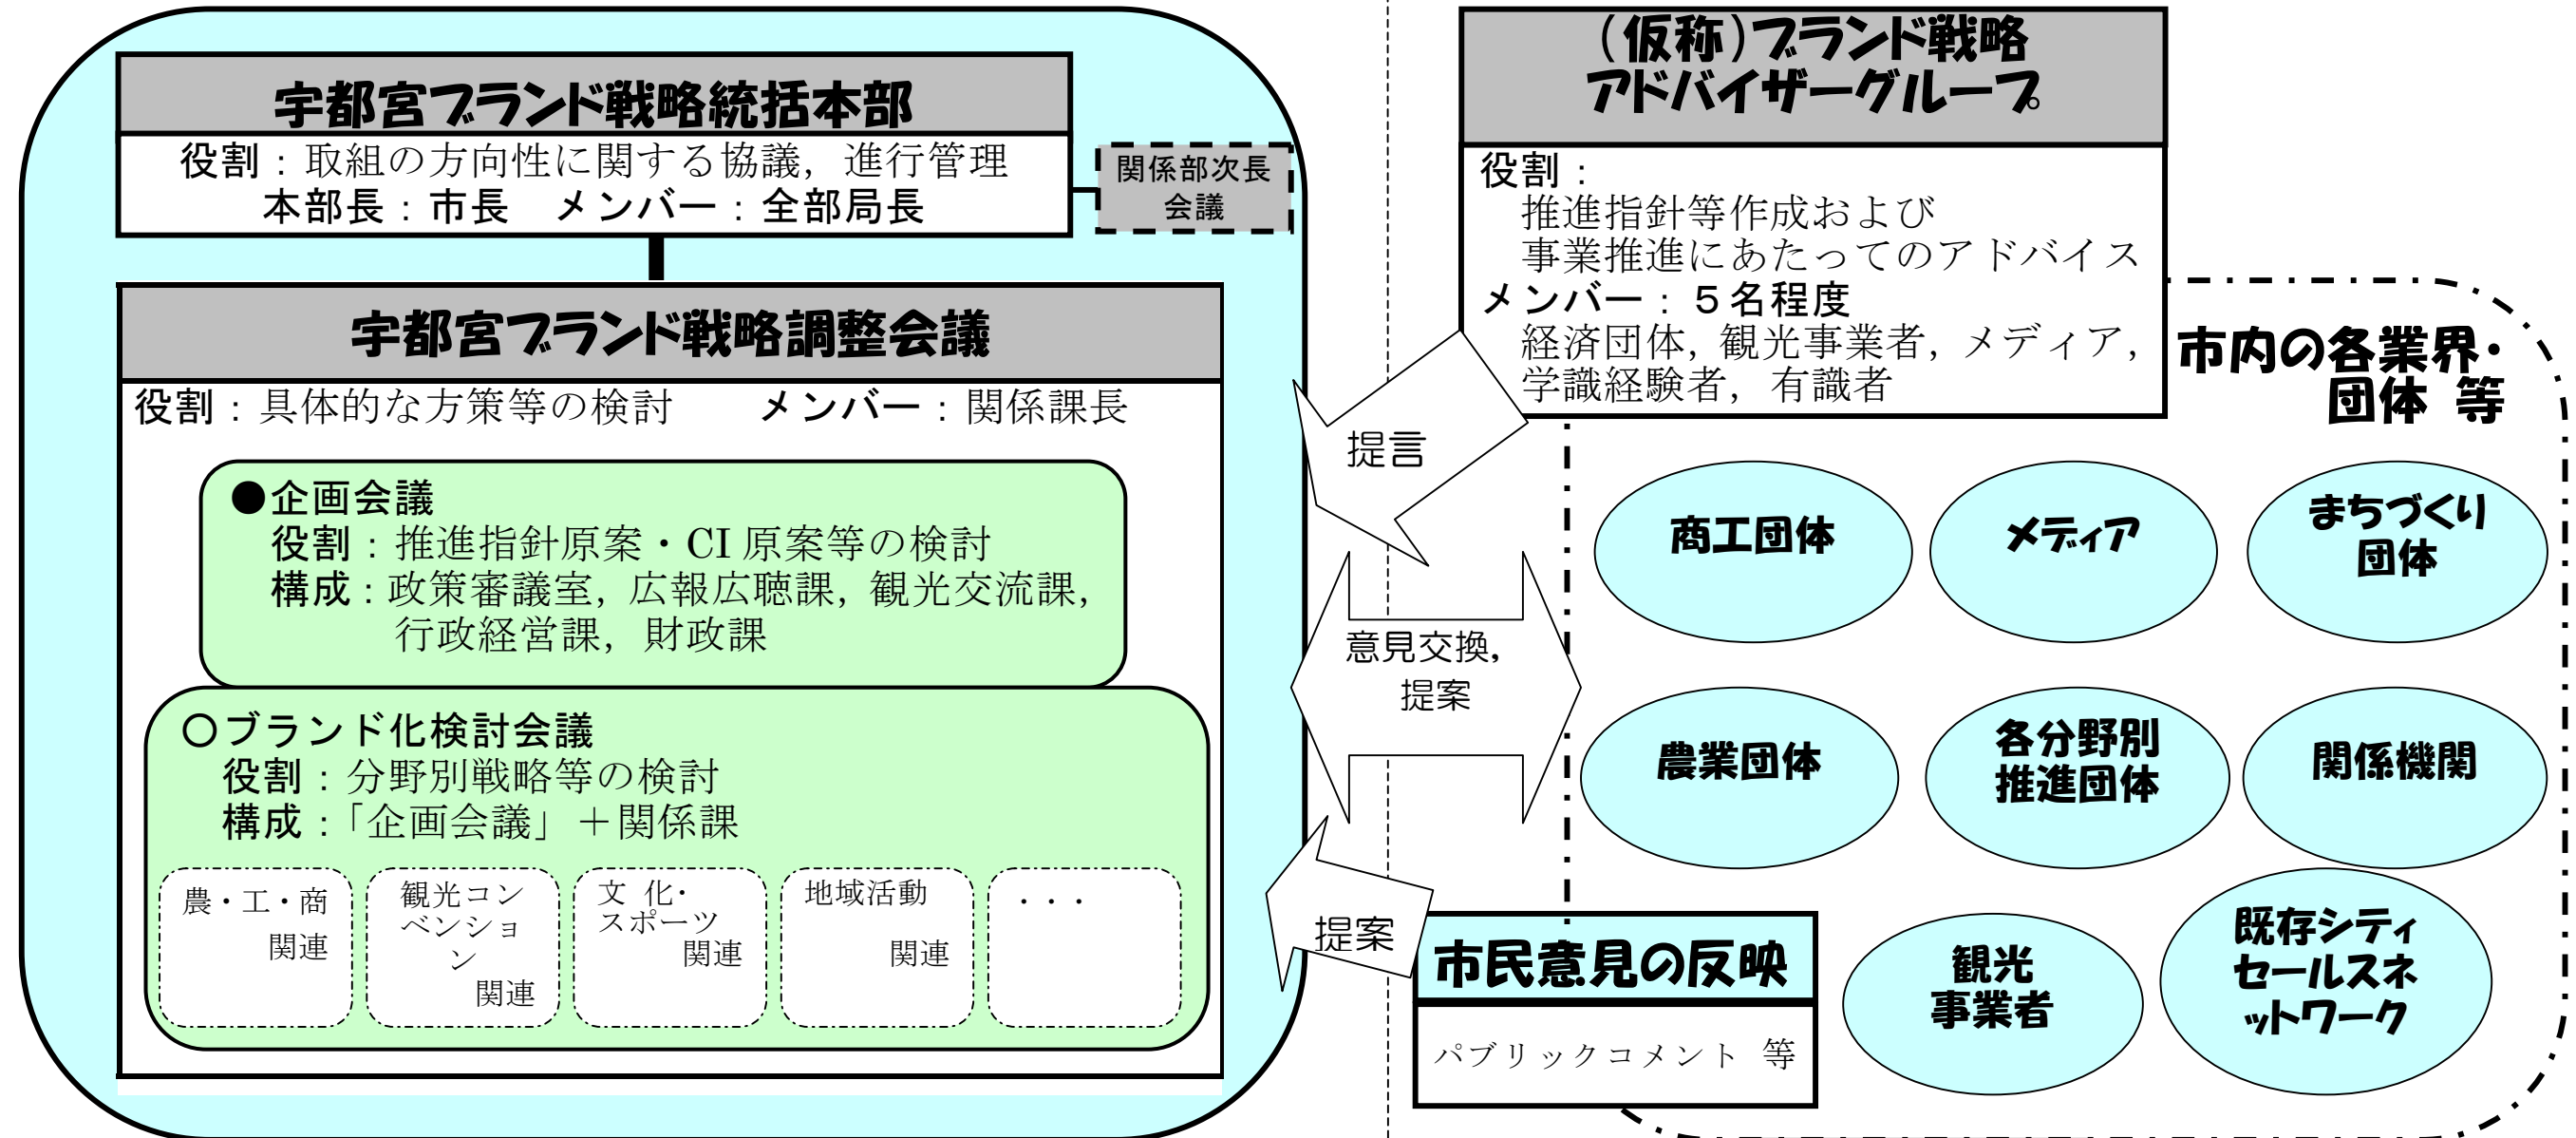 宇都宮ブランド戦略統括本部
役割：取組の方向性に関する協議，進行管理
本部長：市長　メンバー：全部局長
関係部次長
会議
宇都宮ブランド戦略調整会議
役割：具体的な方策等の検討　　メンバー：関係課長
●企画会議
役割：推進指針原案・CI 原案等の検討
構成：政策審議室，広報広聴課，観光交流課，
行政経営課，財政課
○ブランド化検討会議
役割：分野別戦略等の検討
構成：「企画会議」＋関係課
農・工・商
関連
観光コン
ベンショ
ン
関連
文 化・
スポーツ
関連
地域活動
関連
・・・
提言
意見交換，
提案
提案
（仮称）ブランド戦略
アドバイザーグループ
役割：
推進指針等作成および
事業推進にあたってのアドバイス
メンバー：５名程度
経済団体，観光事業者，メディア，
学識経験者，有識者
市内の各業界・
団体 等
商工団体
メディア
まちづくり
団体
農業団体
各分野別
推進団体
関係機関
観光
事業者
既存シティ
セールスネ
ットワーク
市民意見の反映
パブリックコメント 等